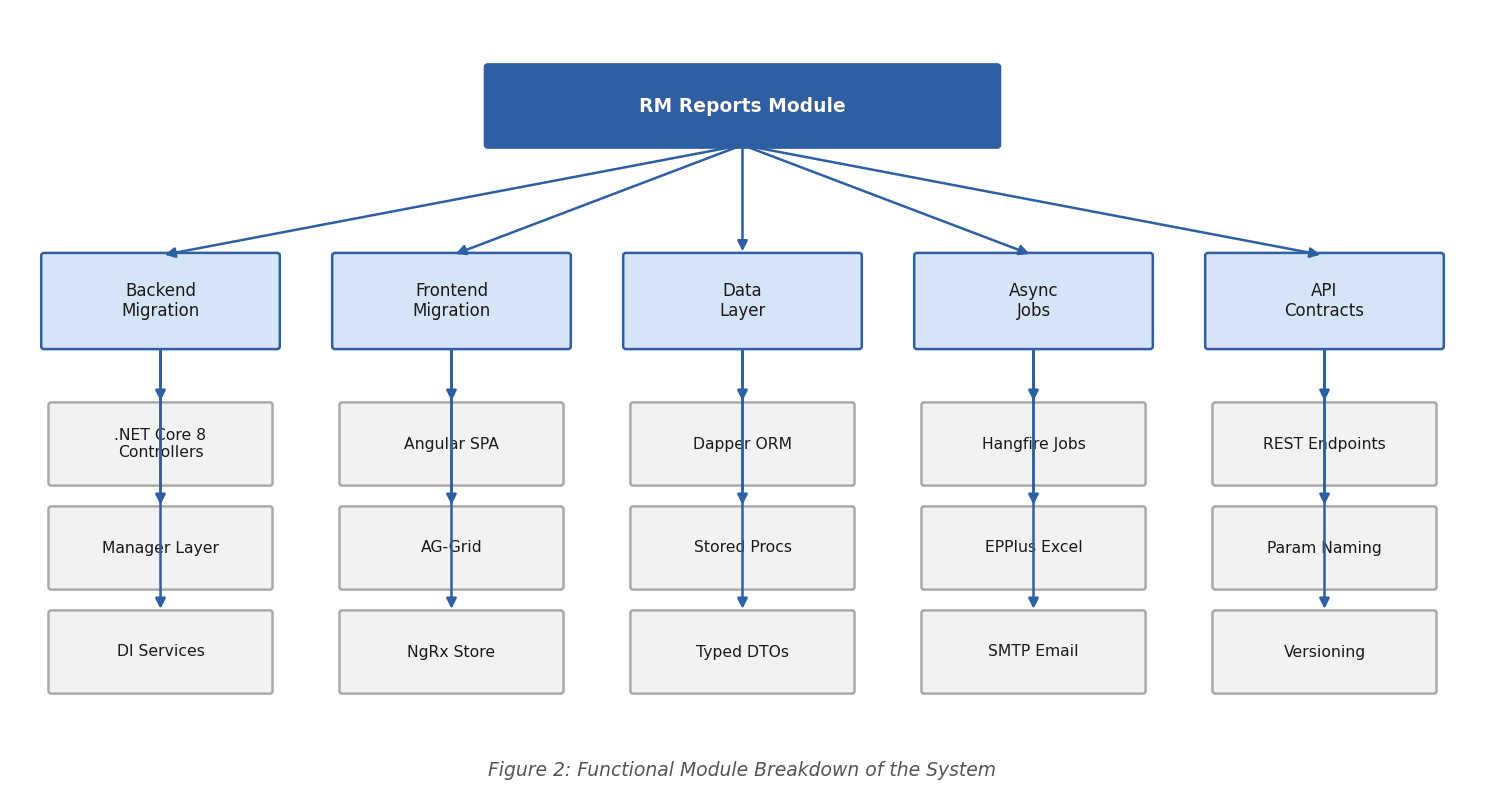 RM Reports Module
Backend
Migration
Frontend
Migration
Data
Layer
Async
Jobs
API
Contracts
.NET Core 8
Controllers
Angular SPA
Dapper ORM
Hangfire Jobs
REST Endpoints
Manager Layer
AG-Grid
Stored Procs
EPPlus Excel
Param Naming
DI Services
NgRx Store
Typed DTOs
SMTP Email
Versioning
Figure 2: Functional Module Breakdown of the System